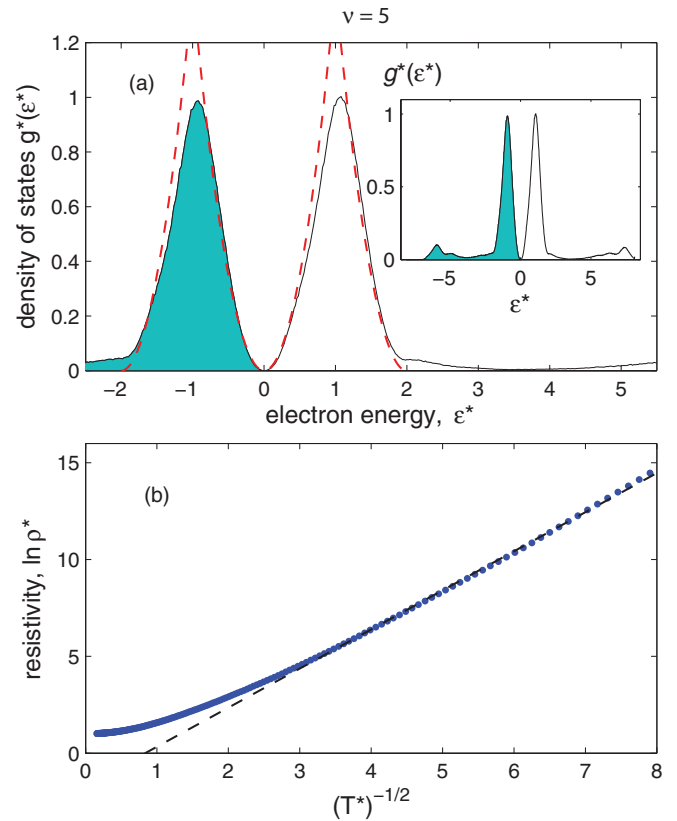 ν = 5
1.2
1
0.8
0.6
0.4
0.2
0
(a)
density of states g*(ε*)
−2 −1 0 1 2 3 4 5
electron energy, ε*
g*(ε*)
1
0.5
0
−5 0 5
ε*
15
10
5
0
(b)
resistivity, ln ρ*
0 1 2 3 4 5 6 7 8
(T*)−1/2